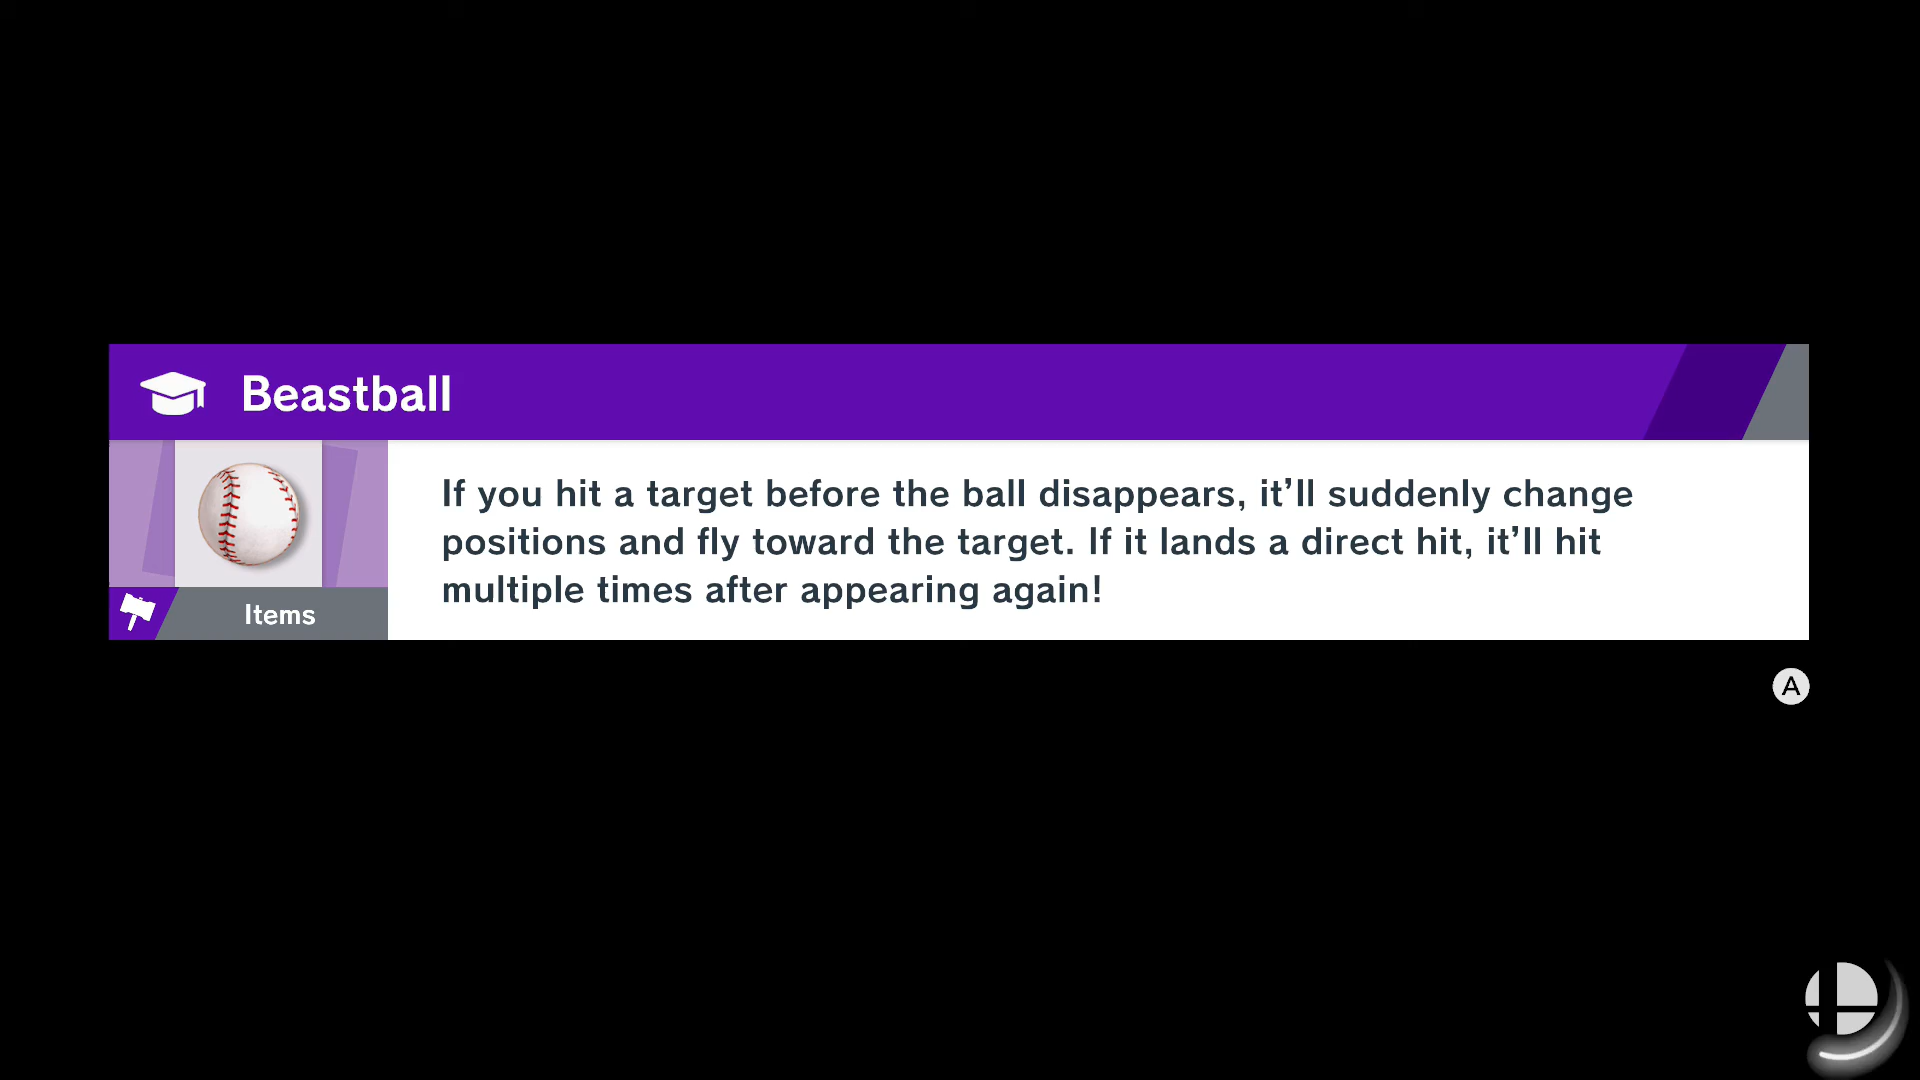 Beastball
If you hit a target before the ball disappears, it’ll suddenly change
positions and fly toward the target. If it lands a direct hit, it’ll hit
multiple times after appearing again!
Items
A